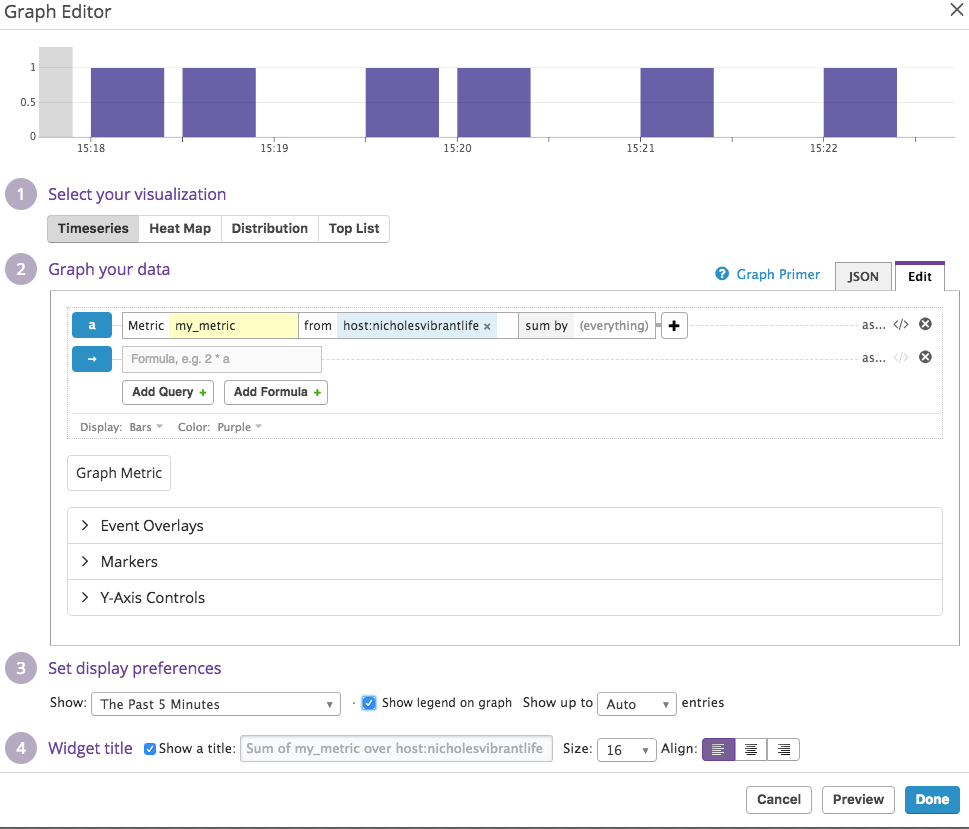 Graph Editor
1
0.5
0
15:18 15:19 15:20 15:21 15:22
1 Select your visualization
Timeseries Heat Map Distribution Top List
2 Graph your data
? Graph Primer JSON Edit
a Metric my_metric from host:nicholesvibrantlife × sum by (everything) + as... </>
→ Formula, e.g. 2 * a as... </>
Add Query + Add Formula +
Display: Bars Color: Purple
Graph Metric
Event Overlays
Markers
Y-Axis Controls
3 Set display preferences
Show: The Past 5 Minutes · Show legend on graph Show up to Auto entries
4 Widget title Show a title: Sum of my_metric over host:nicholesvibrantlife Size: 16 Align:
Cancel Preview Done